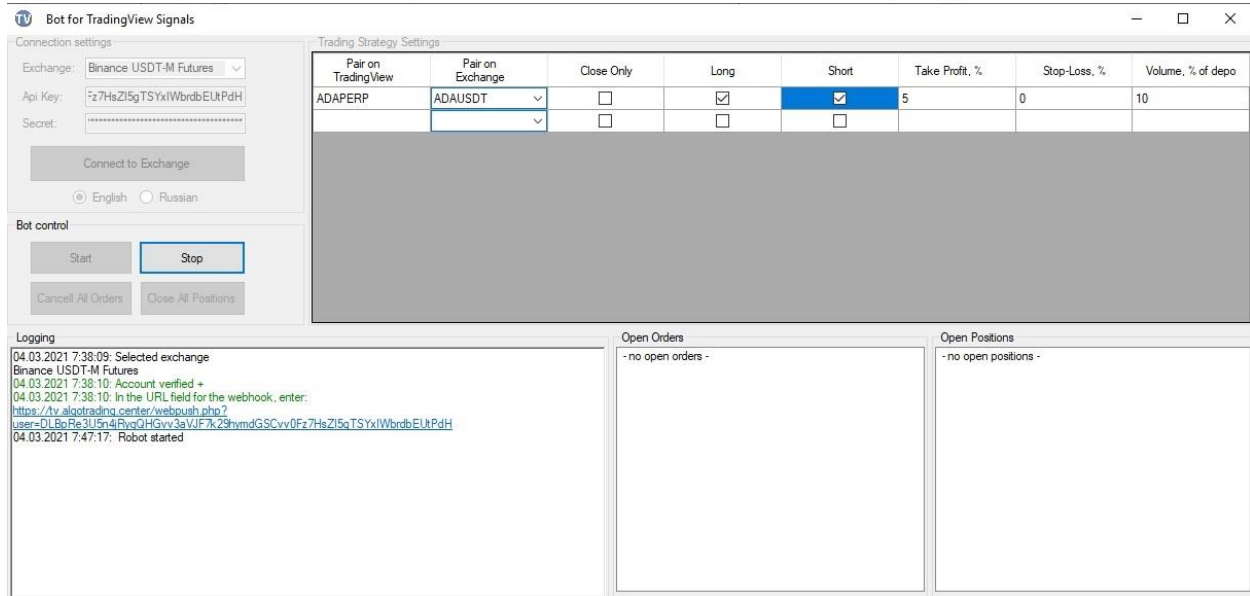 TV Bot for TradingView Signals
Connection settings
Exchange: Binance USDT-M Futures
Api Key: z7HsZI5gTSYxIWbrdbEUtPdH
Secret: **************************************
Connect to Exchange
English Russian
Bot control
Start Stop
Cancell All Orders Close All Positions
Trading Strategy Settings
Pair on TradingView
Pair on Exchange
Close Only
Long
Short
Take Profit, %
Stop-Loss, %
Volume, % of depo
ADAPERP ADAUSDT 5 0 10
Logging
04.03.2021 7:38:09: Selected exchange
Binance USDT-M Futures
04.03.2021 7:38:10: Account verified +
04.03.2021 7:38:10: In the URL field for the webhook, enter:
https://tv.algotrading.center/webpush.php?
user=DLBpRe3U5n4jRyqQHGvv3aVJF7k29hymdGSCvv0Fz7HsZI5gTSYxIWbrdbEUtPdH
04.03.2021 7:47:17: Robot started
Open Orders
- no open orders -
Open Positions
- no open positions -